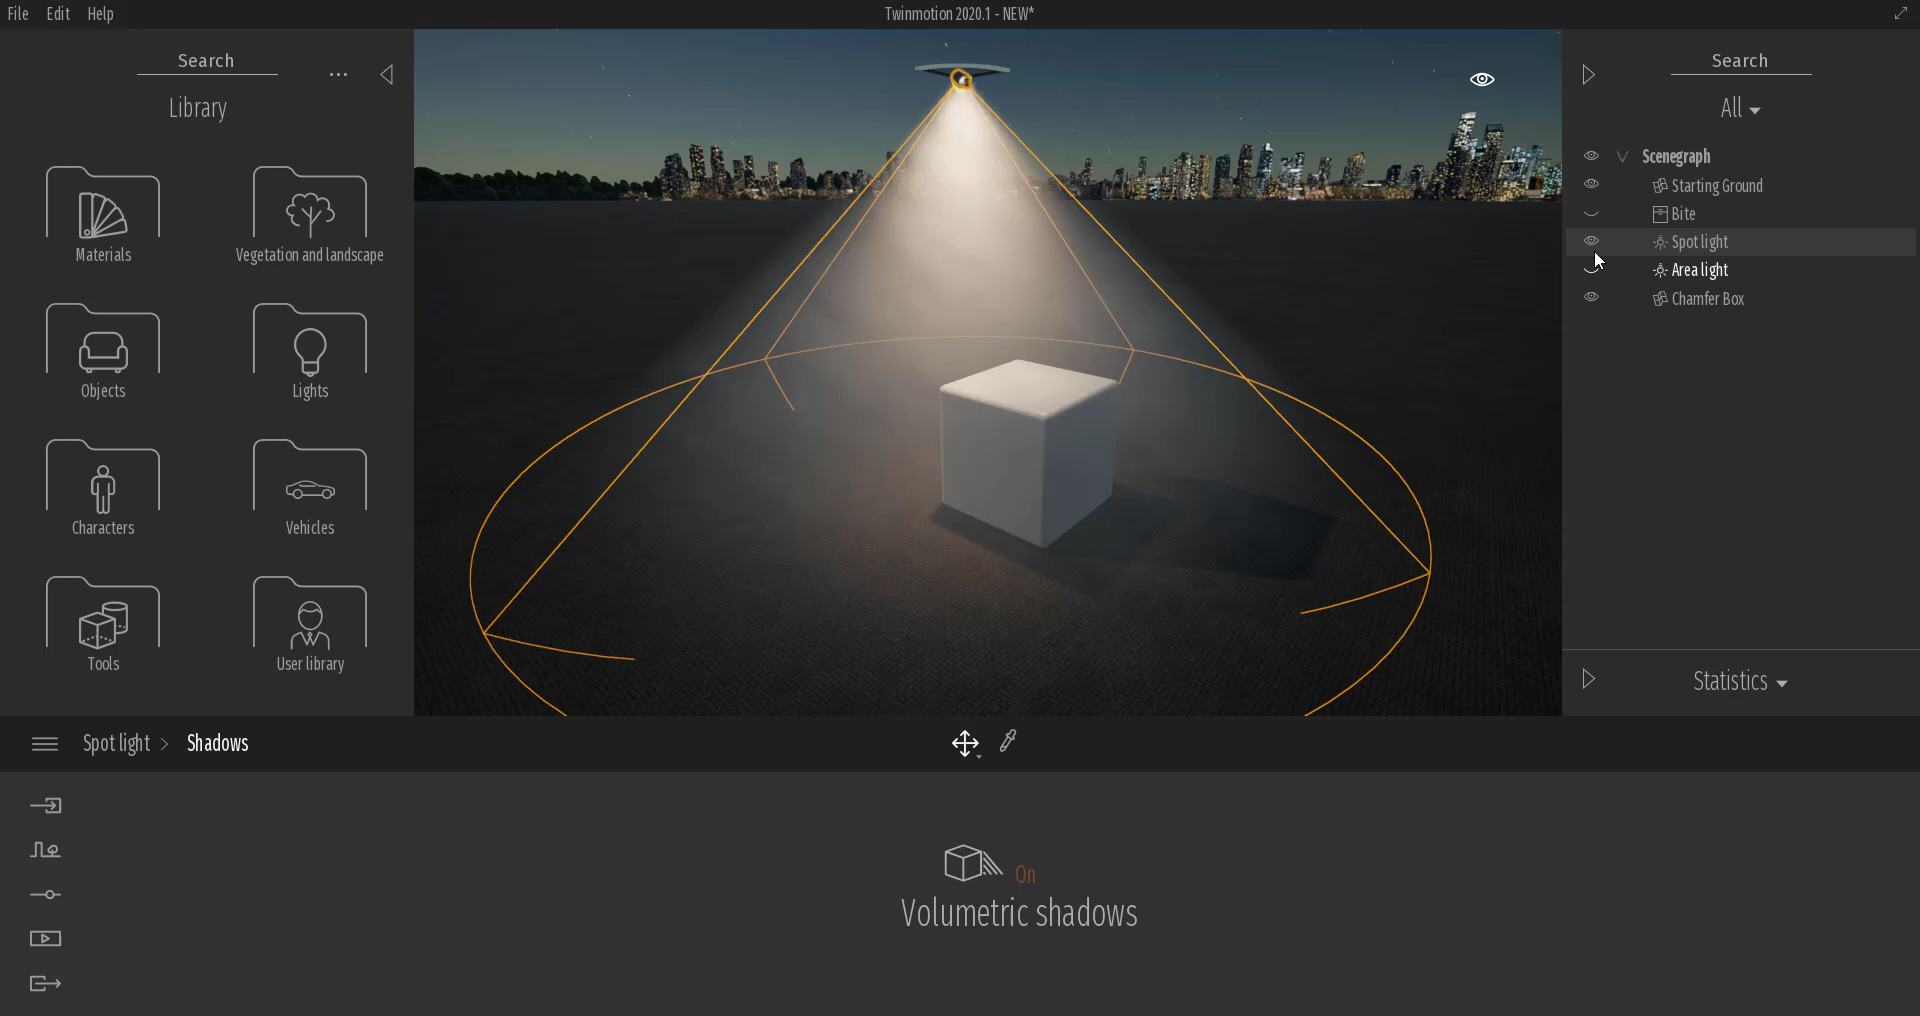 File Edit Help
Twinmotion 2020.1 - NEW*
Search
Library
Materials
Vegetation and landscape
Objects
Lights
Characters
Vehicles
Tools
User library
Search
All
Scenegraph
Starting Ground
Bite
Spot light
Area light
Chamfer Box
Statistics
Spot light > Shadows
On
Volumetric shadows